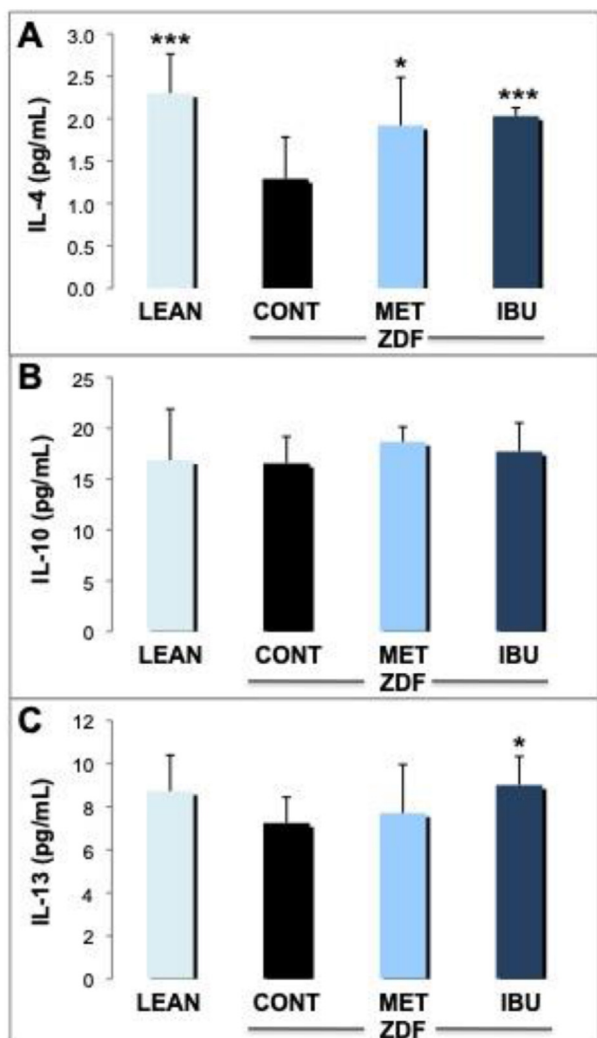 A
IL-4 (pg/mL)
3.0
2.5
2.0
1.5
1.0
0.5
0.0
***
*
***
LEAN CONT MET IBU
ZDF
B
IL-10 (pg/mL)
25
20
15
10
5
0
LEAN CONT MET IBU
ZDF
C
IL-13 (pg/mL)
12
10
8
6
4
2
0
*
LEAN CONT MET IBU
ZDF